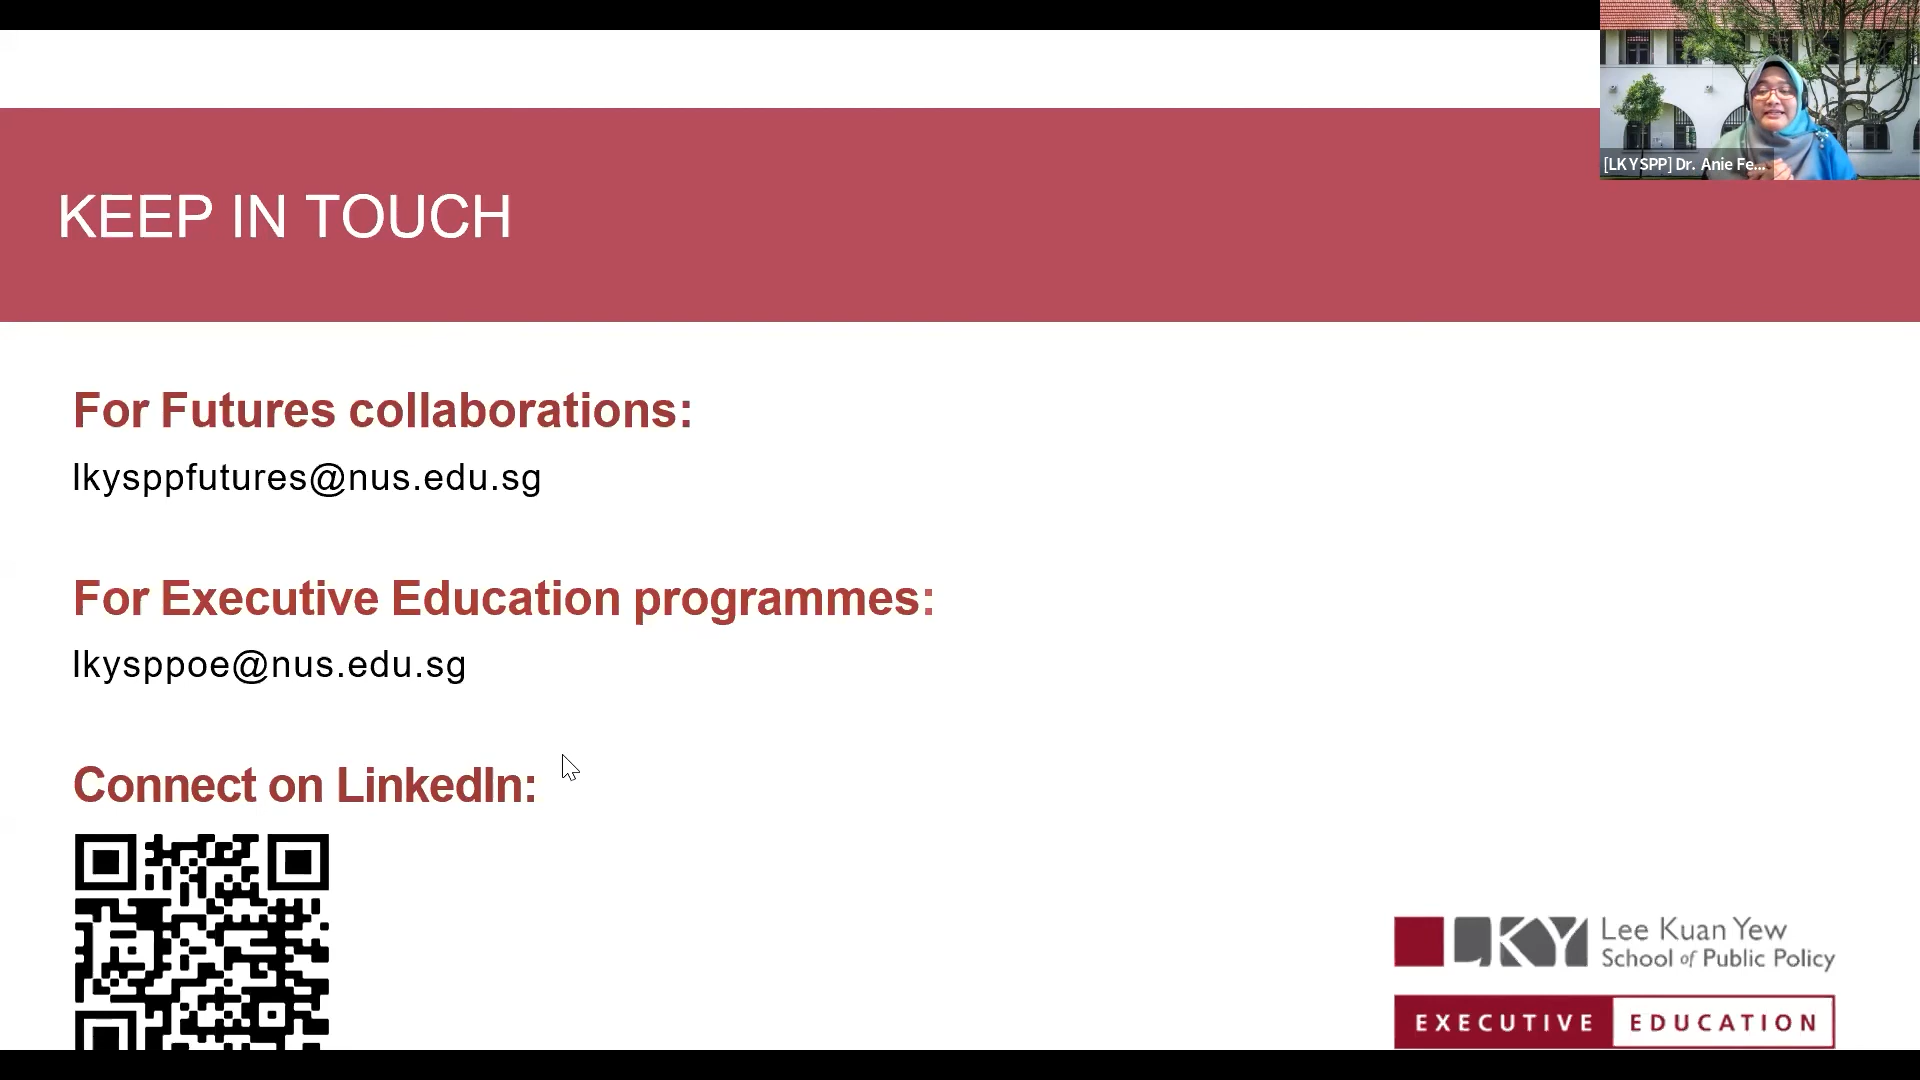 [LKYSPP] Dr. Anie Fe...
KEEP IN TOUCH
For Futures collaborations:
lkysppfutures@nus.edu.sg
For Executive Education programmes:
lkysppoe@nus.edu.sg
Connect on LinkedIn:
LKY Lee Kuan Yew
School of Public Policy
EXECUTIVE EDUCATION